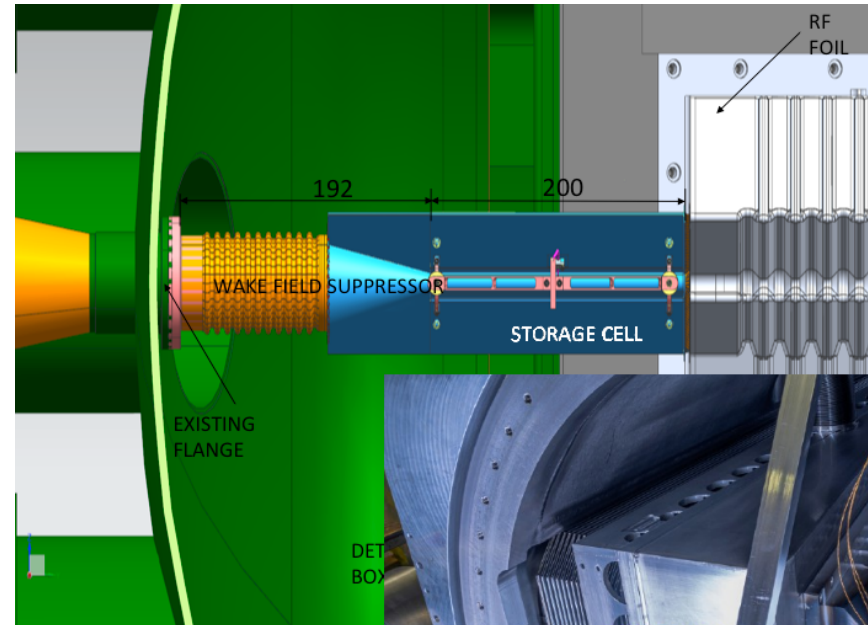 RF
FOIL
192
200
WAKE FIELD SUPPRESSOR
STORAGE CELL
EXISTING
FLANGE
DET
BOX